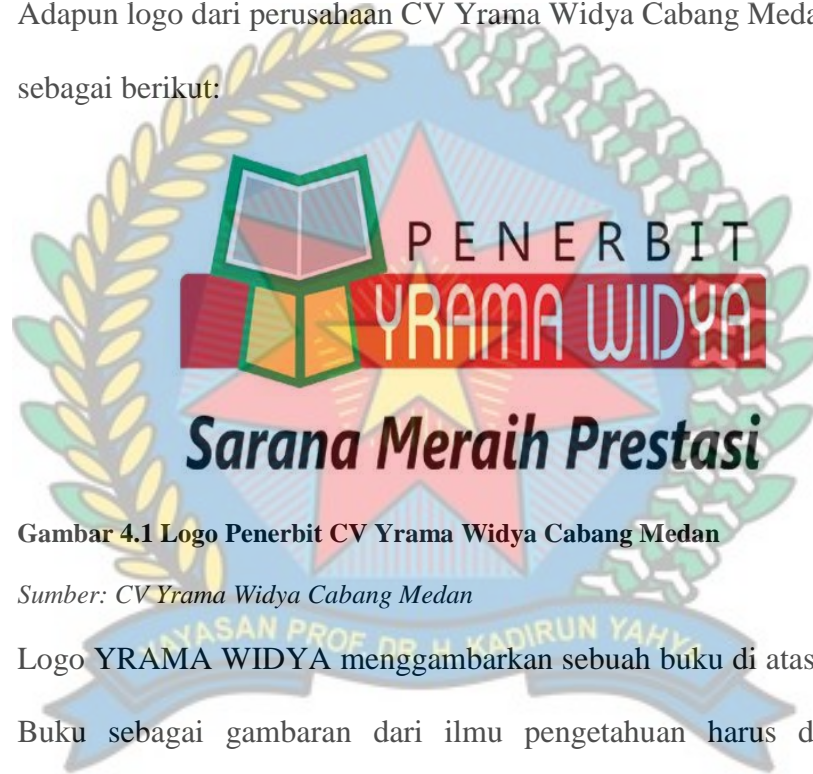 Adapun logo dari perusahaan CV Yrama Widya Cabang
sebagai berikut:
PENERBIT
YRAMA WIDYA
Sarana Meraih Prestasi
Gambar 4.1 Logo Penerbit CV Yrama Widya Cabang Medan
Sumber: CV Yrama Widya Cabang Medan
YAYASAN PROF. DR. H. KADIRUN YAHYA
Logo YRAMA WIDYA menggambarkan sebuah buku di atas
Buku sebagai gambaran dari ilmu pengetahuan harus